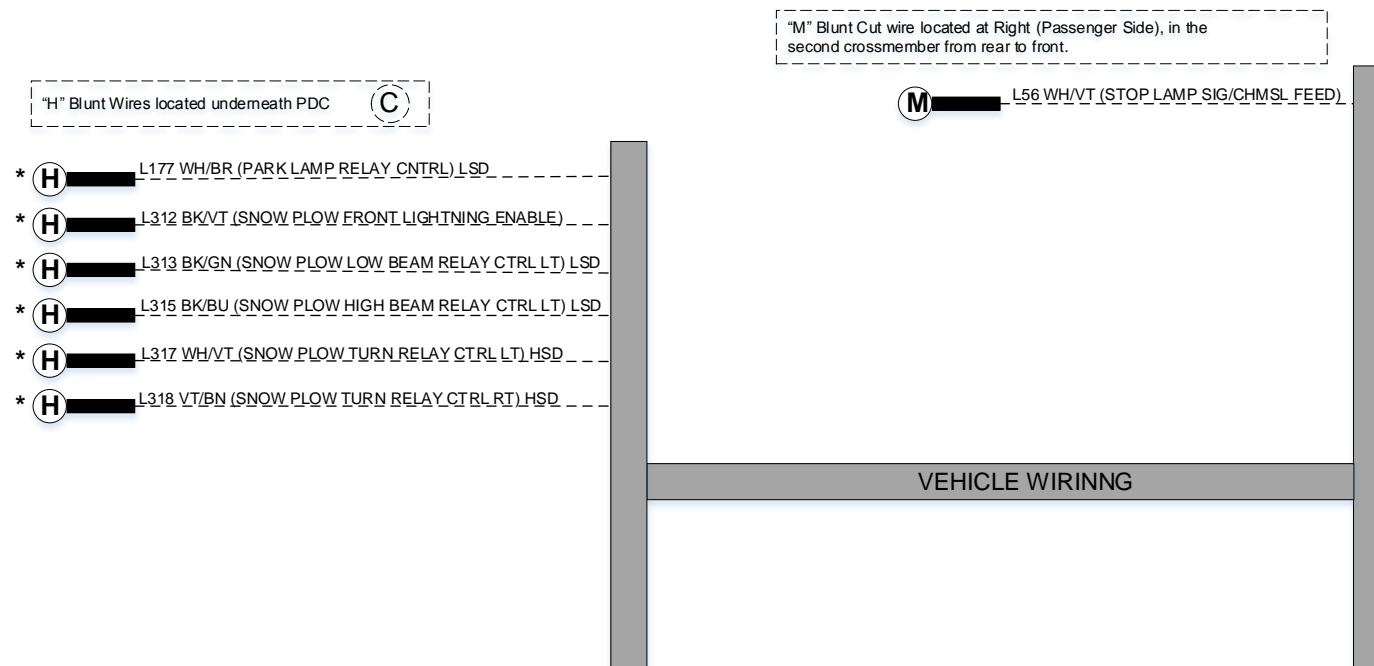 “M” Blunt Cut wire located at Right (Passenger Side), in the
second crossmember from rear to front.
“H” Blunt Wires located underneath PDC
C
M
L56 WH/VT (STOP LAMP SIG/CHMSL FEED)
* H L177 WH/BR (PARK LAMP RELAY CNTRL) LSD
* H L312 BK/VT (SNOW PLOW FRONT LIGHTNING ENABLE)
* H L313 BK/GN (SNOW PLOW LOW BEAM RELAY CTRL LT) LSD
* H L315 BK/BU (SNOW PLOW HIGH BEAM RELAY CTRL LT) LSD
* H L317 WH/VT (SNOW PLOW TURN RELAY CTRL LT) HSD
* H L318 VT/BN (SNOW PLOW TURN RELAY CTRL RT) HSD
VEHICLE WIRINNG